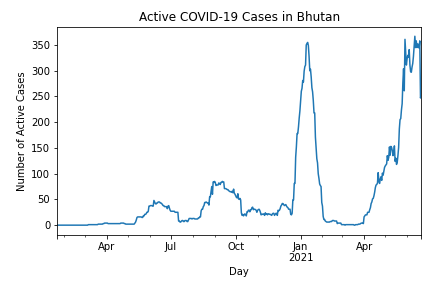 Active COVID-19 Cases in Bhutan
Number of Active Cases
350
300
250
200
150
100
50
0
Apr
Jul
Oct
Jan
2021
Apr
Day